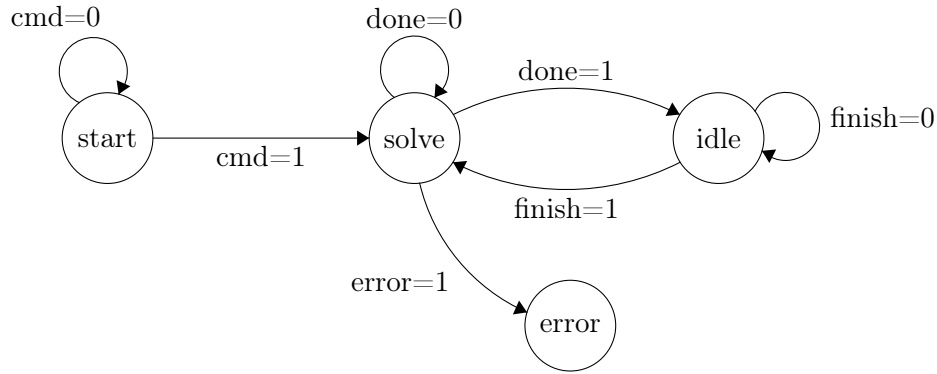 cmd=0
done=0
done=1
finish=0
start
solve
idle
cmd=1
finish=1
error=1
error